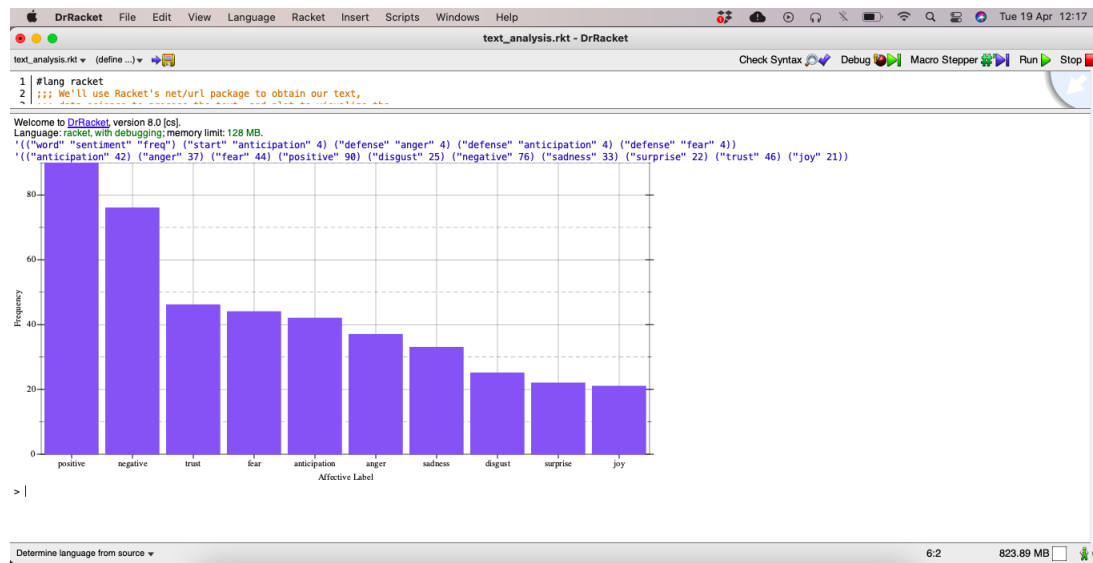 DrRacket File Edit View Language Racket Insert Scripts Windows Help Tue 19 Apr 12:17
text_analysis.rkt - DrRacket
text_analysis.rkt (define ...) Check Syntax Debug Macro Stepper Run Stop
1 #lang racket
2 ;;; We'll use Racket's net/url package to obtain our text,
Welcome to DrRacket, version 8.0 [cs].
Language: racket, with debugging; memory limit: 128 MB.
'(("word" "sentiment" "freq") ("start" "anticipation" 4) ("defense" "anger" 4) ("defense" "anticipation" 4) ("defense" "fear" 4))
'(("anticipation" 42) ("anger" 37) ("fear" 44) ("positive" 90) ("disgust" 25) ("negative" 76) ("sadness" 33) ("surprise" 22) ("trust" 46) ("joy" 21))
80
60
Frequency
40
20
0
positive negative trust fear anticipation anger sadness disgust surprise joy
Affective Label
>
Determine language from source 6:2 823.89 MB